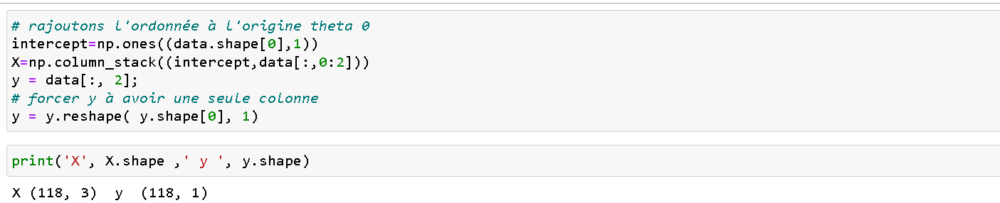 # rajoutons l'ordonnée à l'origine theta 0
intercept=np.ones((data.shape[0],1))
X=np.column_stack((intercept,data[:,0:2]))
y = data[:, 2];
# forcer y à avoir une seule colonne
y = y.reshape( y.shape[0], 1)
print('X', X.shape ,' y ', y.shape)
X (118, 3)  y  (118, 1)